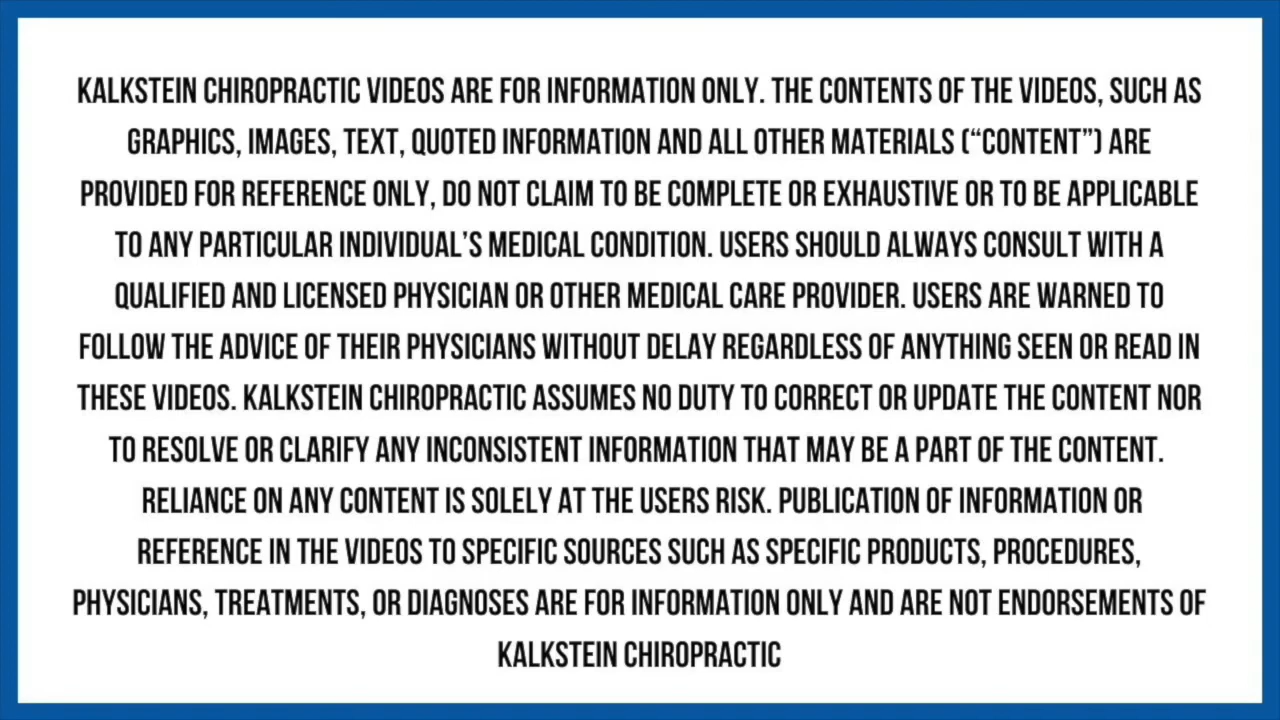 KALKSTEIN CHIROPRACTIC VIDEOS ARE FOR INFORMATION ONLY. THE CONTENTS OF THE VIDEOS, SUCH AS
GRAPHICS, IMAGES, TEXT, QUOTED INFORMATION AND ALL OTHER MATERIALS (“CONTENT”) ARE
PROVIDED FOR REFERENCE ONLY, DO NOT CLAIM TO BE COMPLETE OR EXHAUSTIVE OR TO BE APPLICABLE
TO ANY PARTICULAR INDIVIDUAL’S MEDICAL CONDITION. USERS SHOULD ALWAYS CONSULT WITH A
QUALIFIED AND LICENSED PHYSICIAN OR OTHER MEDICAL CARE PROVIDER. USERS ARE WARNED TO
FOLLOW THE ADVICE OF THEIR PHYSICIANS WITHOUT DELAY REGARDLESS OF ANYTHING SEEN OR READ IN
THESE VIDEOS. KALKSTEIN CHIROPRACTIC ASSUMES NO DUTY TO CORRECT OR UPDATE THE CONTENT NOR
TO RESOLVE OR CLARIFY ANY INCONSISTENT INFORMATION THAT MAY BE A PART OF THE CONTENT.
RELIANCE ON ANY CONTENT IS SOLELY AT THE USERS RISK. PUBLICATION OF INFORMATION OR
REFERENCE IN THE VIDEOS TO SPECIFIC SOURCES SUCH AS SPECIFIC PRODUCTS, PROCEDURES,
PHYSICIANS, TREATMENTS, OR DIAGNOSES ARE FOR INFORMATION ONLY AND ARE NOT ENDORSEMENTS OF
KALKSTEIN CHIROPRACTIC